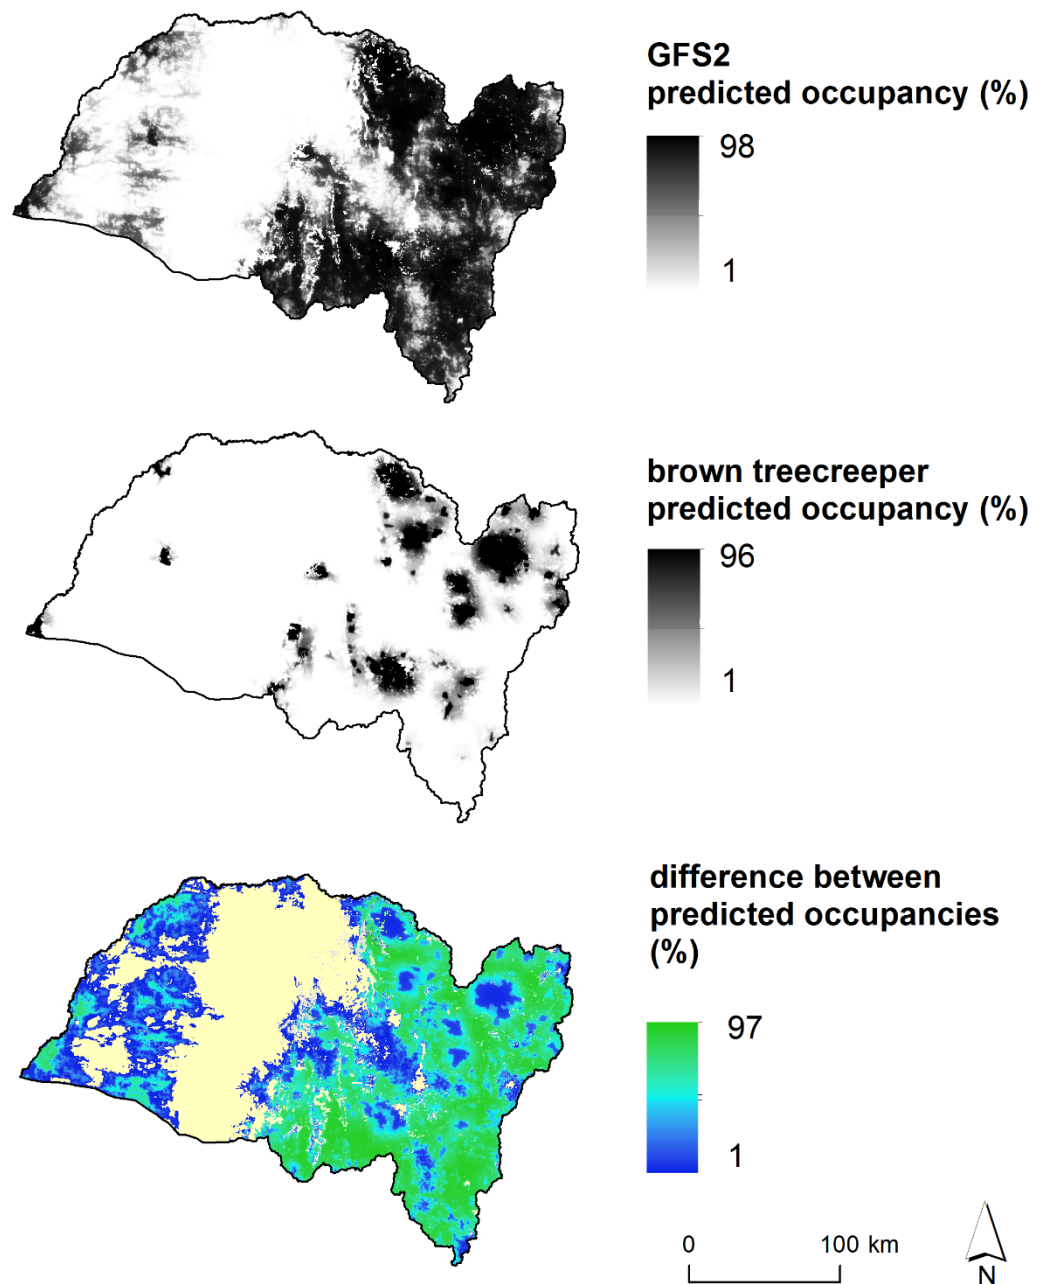 GFS2
predicted occupancy (%)
98
1
brown treecreeper
predicted occupancy (%)
96
1
difference between
predicted occupancies
(%)
97
1
0 100 km
N